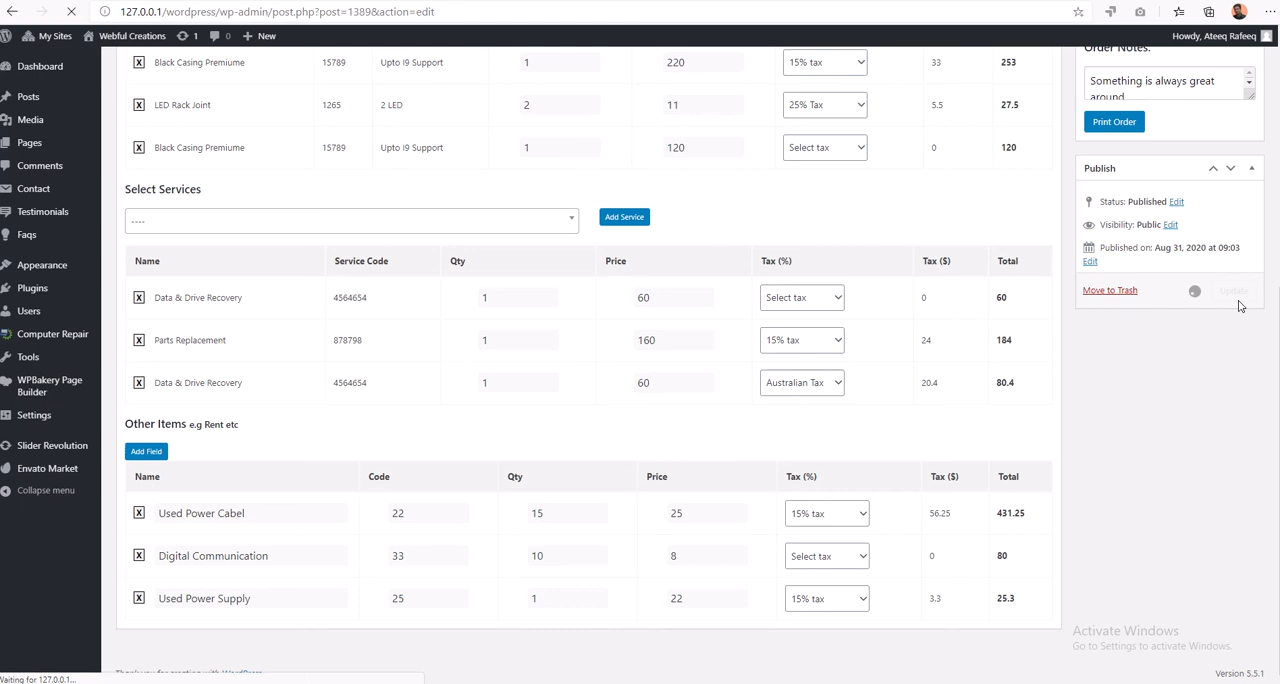 127.0.0.1/wordpress/wp-admin/post.php?post=1389&action=edit
My Sites Webful Creations 1 0 New Howdy, Ateeq Rafeeq
Dashboard
Posts
Media
Pages
Comments
Contact
Testimonials
Faqs
Appearance
Plugins
Users
Computer Repair
Tools
WPBakery Page
Builder
Settings
Slider Revolution
Envato Market
Collapse menu
Black Casing Premiume 15789 Upto I9 Support 1 220 15% tax 33 253
LED Rack Joint 1265 2 LED 2 11 25% Tax 5.5 27.5
Black Casing Premiume 15789 Upto I9 Support 1 120 Select tax 0 120
Select Services
---- Add Service
Name Service Code Qty Price Tax (%) Tax ($) Total
X Data & Drive Recovery 4564654 1 60 Select tax 0 60
X Parts Replacement 878798 1 160 15% tax 24 184
X Data & Drive Recovery 4564654 1 60 Australian Tax 20.4 80.4
Other Items e.g Rent etc
Add Field
Name Code Qty Price Tax (%) Tax ($) Total
X Used Power Cabel 22 15 25 15% tax 56.25 431.25
X Digital Communication 33 10 8 Select tax 0 80
X Used Power Supply 25 1 22 15% tax 3.3 25.3
Order Notes:
Something is always great
around
Print Order
Publish
Status: Published Edit
Visibility: Public Edit
Published on: Aug 31, 2020 at 09:03
Edit
Move to Trash Update
Activate Windows
Go to Settings to activate Windows.
Thank you for creating with WordPress
Version 5.5.1
Waiting for 127.0.0.1...